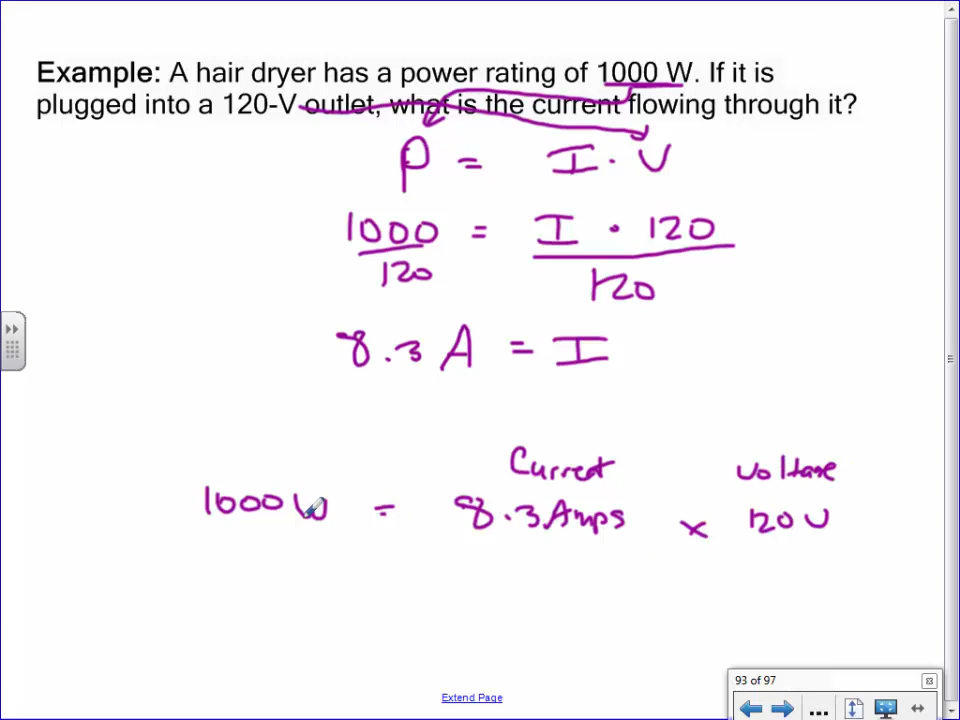 Example: A hair dryer has a power rating of 1000 W. If it is
plugged into a 120-V outlet, what is the current flowing through it?
P = I · V
1000 = I · 120
120 120
8.3 A = I
Current Voltage
1000 W = 8.3 Amps x 120 V
Extend Page
93 of 97
...